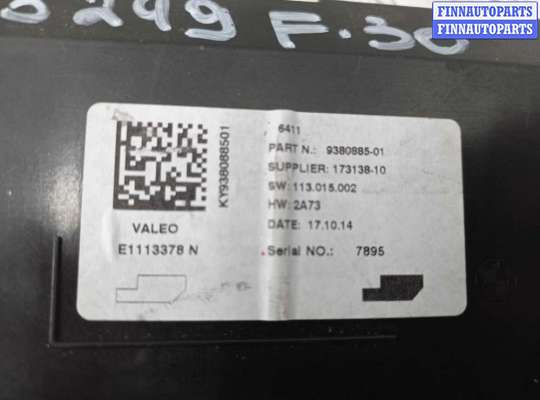 FINNAUTOPARTS
FINNAUTOPARTS
5249 F.30
6411
PART N.: 9380885-01
SUPPLIER: 173138-10
SW: 113.015.002
HW: 2A73
DATE: 17.10.14
Serial NO.: 7895
KY938088501
VALEO
E1113378 N